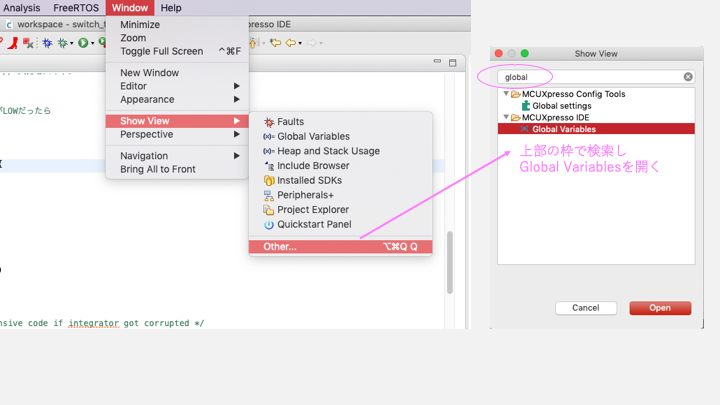 Analysis FreeRTOS Window Help
workspace – switch_
xpresso IDE
Minimize
Zoom
Toggle Full Screen ^⌘F
New Window
Editor
Appearance
Show View
Perspective
Navigation
Bring All to Front
がLOWだったら
Faults
Global Variables
Heap and Stack Usage
Include Browser
Installed SDKs
Peripherals+
Project Explorer
Quickstart Panel
Other... ⌥⌘Q Q
nsive code if integrator got corrupted */
Show View
global
MCUXpresso Config Tools
Global settings
MCUXpresso IDE
Global Variables
上部の枠で検索し
Global Variablesを開く
Cancel Open